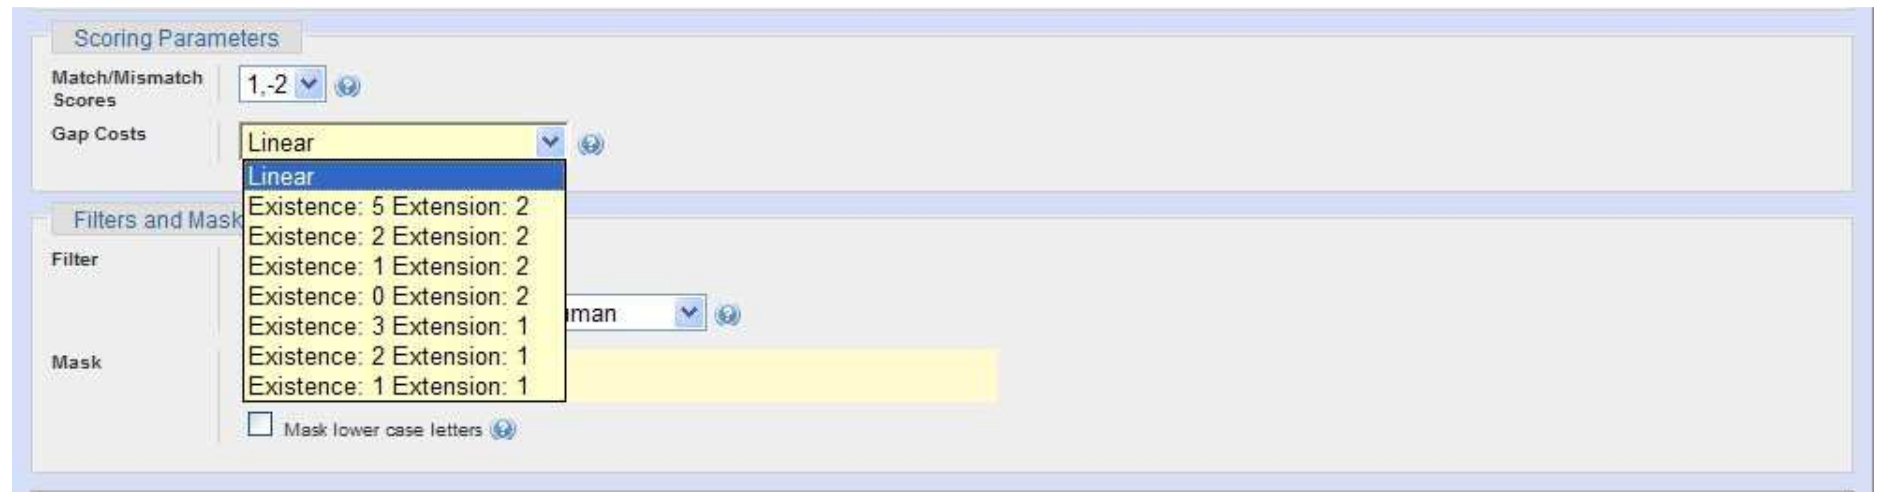 Scoring Parameters
Match/Mismatch
Scores
1,-2
Gap Costs
Linear
Linear
Existence: 5 Extension: 2
Existence: 2 Extension: 2
Existence: 1 Extension: 2
Existence: 0 Extension: 2
Existence: 3 Extension: 1
Existence: 2 Extension: 1
Existence: 1 Extension: 1
Filters and Mask
Filter
man
Mask
Mask lower case letters